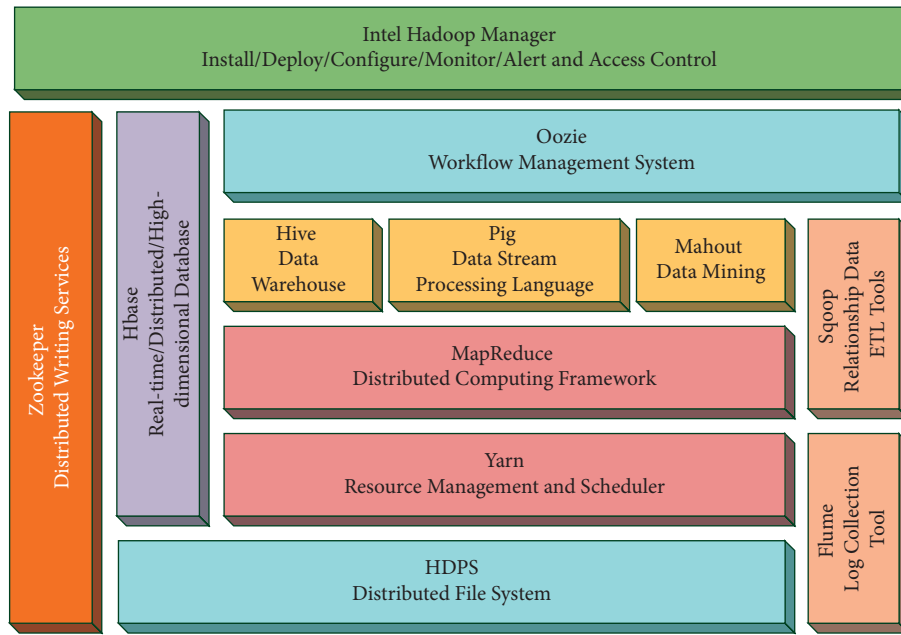 Intel Hadoop Manager
Install/Deploy/Configure/Monitor/Alert and Access Control
Zookeeper
Distributed Writing Services
Hbase
Real-time/Distributed/High-
dimensional Database
Oozie
Workflow Management System
Hive
Data
Warehouse
Pig
Data Stream
Processing Language
Mahout
Data Mining
Sqoop
Relationship Data
ETL Tools
MapReduce
Distributed Computing Framework
Yarn
Resource Management and Scheduler
Flume
Log Collection
Tool
HDPS
Distributed File System